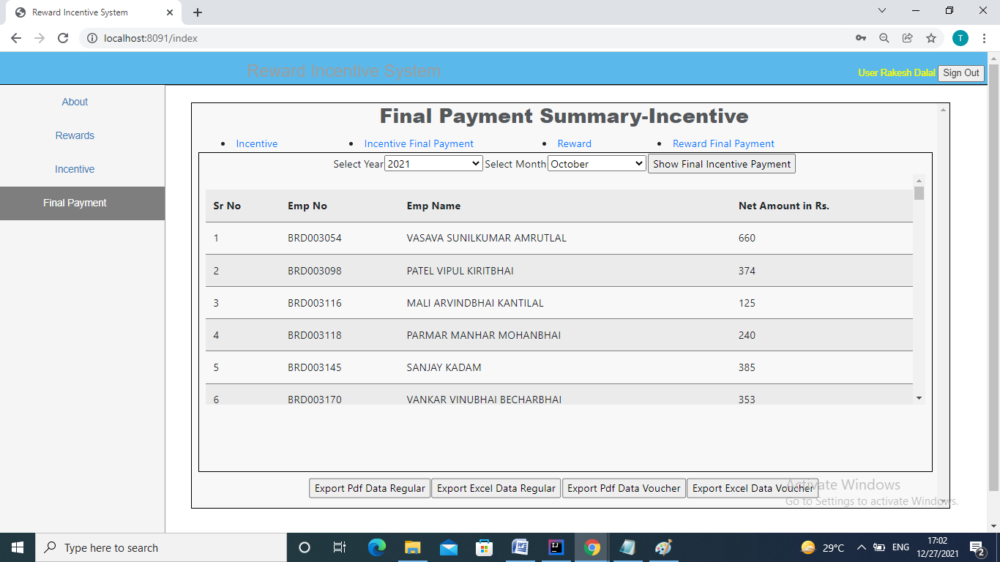 Reward Incentive System
localhost:8091/index
T
Reward Incentive System
User Rakesh Dalal Sign Out
About
Rewards
Incentive
Final Payment
Final Payment Summary-Incentive
Incentive Incentive Final Payment Reward Reward Final Payment
Select Year 2021 Select Month October Show Final Incentive Payment
Sr No Emp No Emp Name Net Amount in Rs.
1 BRD003054 VASAVA SUNILKUMAR AMRUTLAL 660
2 BRD003098 PATEL VIPUL KIRITBHAI 374
3 BRD003116 MALI ARVINDBHAI KANTILAL 125
4 BRD003118 PARMAR MANHAR MOHANBHAI 240
5 BRD003145 SANJAY KADAM 385
6 BRD003170 VANKAR VINUBHAI BECHARBHAI 353
Export Pdf Data Regular Export Excel Data Regular Export Pdf Data Voucher Export Excel Data Voucher
Activate Windows
Go to Settings to activate Windows.
Type here to search
29°C ENG 17:02
12/27/2021
2